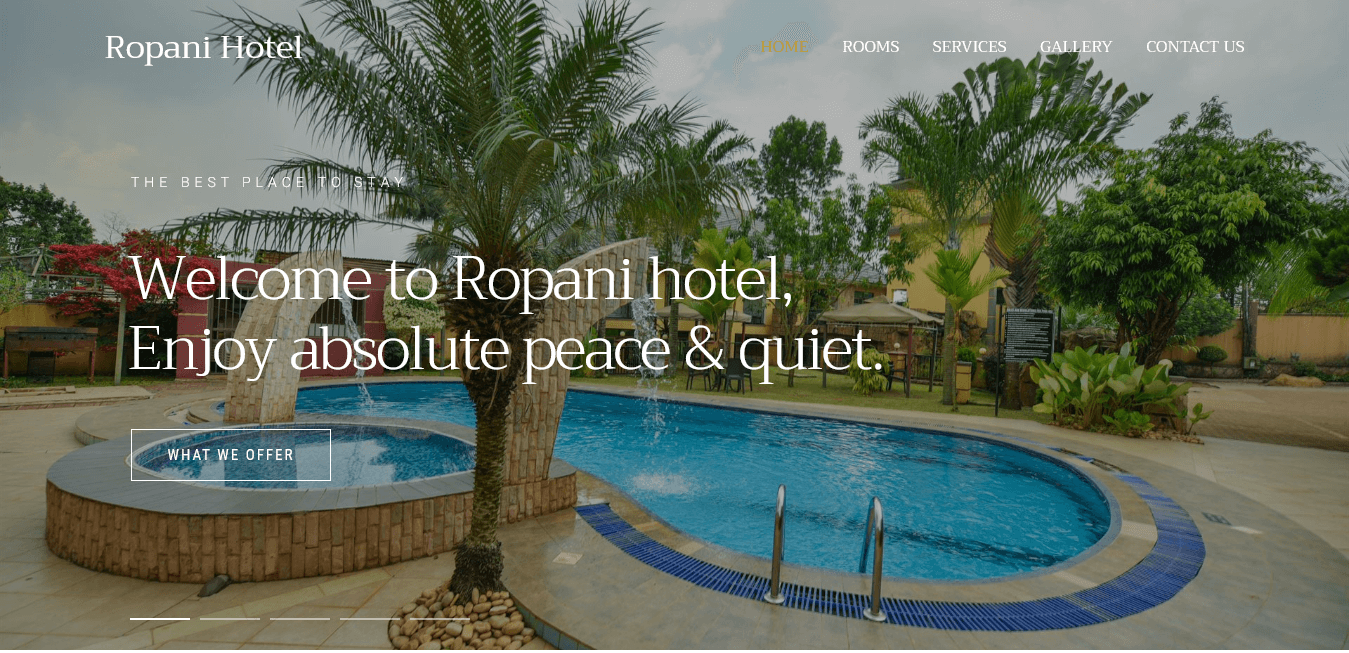 Ropani Hotel
HOME
ROOMS
SERVICES
GALLERY
CONTACT US
THE BEST PLACE TO STAY
Welcome to Ropani hotel,
Enjoy absolute peace & quiet.
WHAT WE OFFER